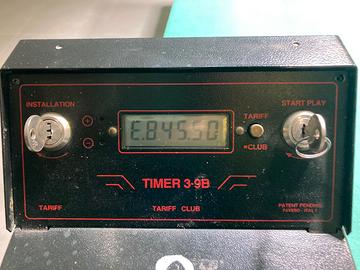 INSTALLATION
START PLAY
TARIFF
E.845.50
+
−
*CLUB
TIMER 3-9B
TARIFF
TARIFF CLUB
PATENT PENDING